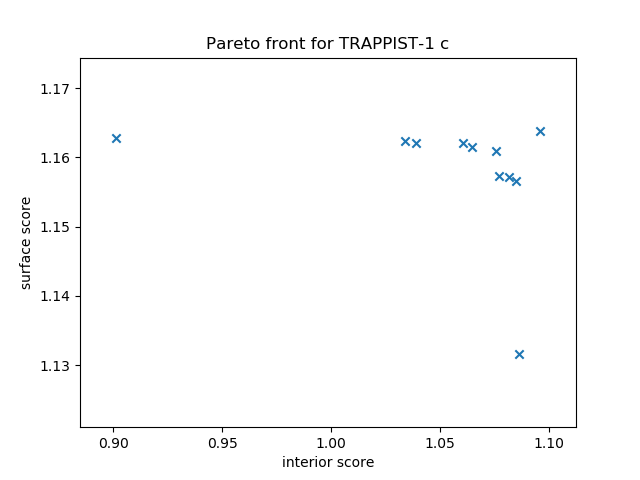 Pareto front for TRAPPIST-1 c
1.17
1.16
1.15
1.14
1.13
surface score
0.90 0.95 1.00 1.05 1.10
interior score